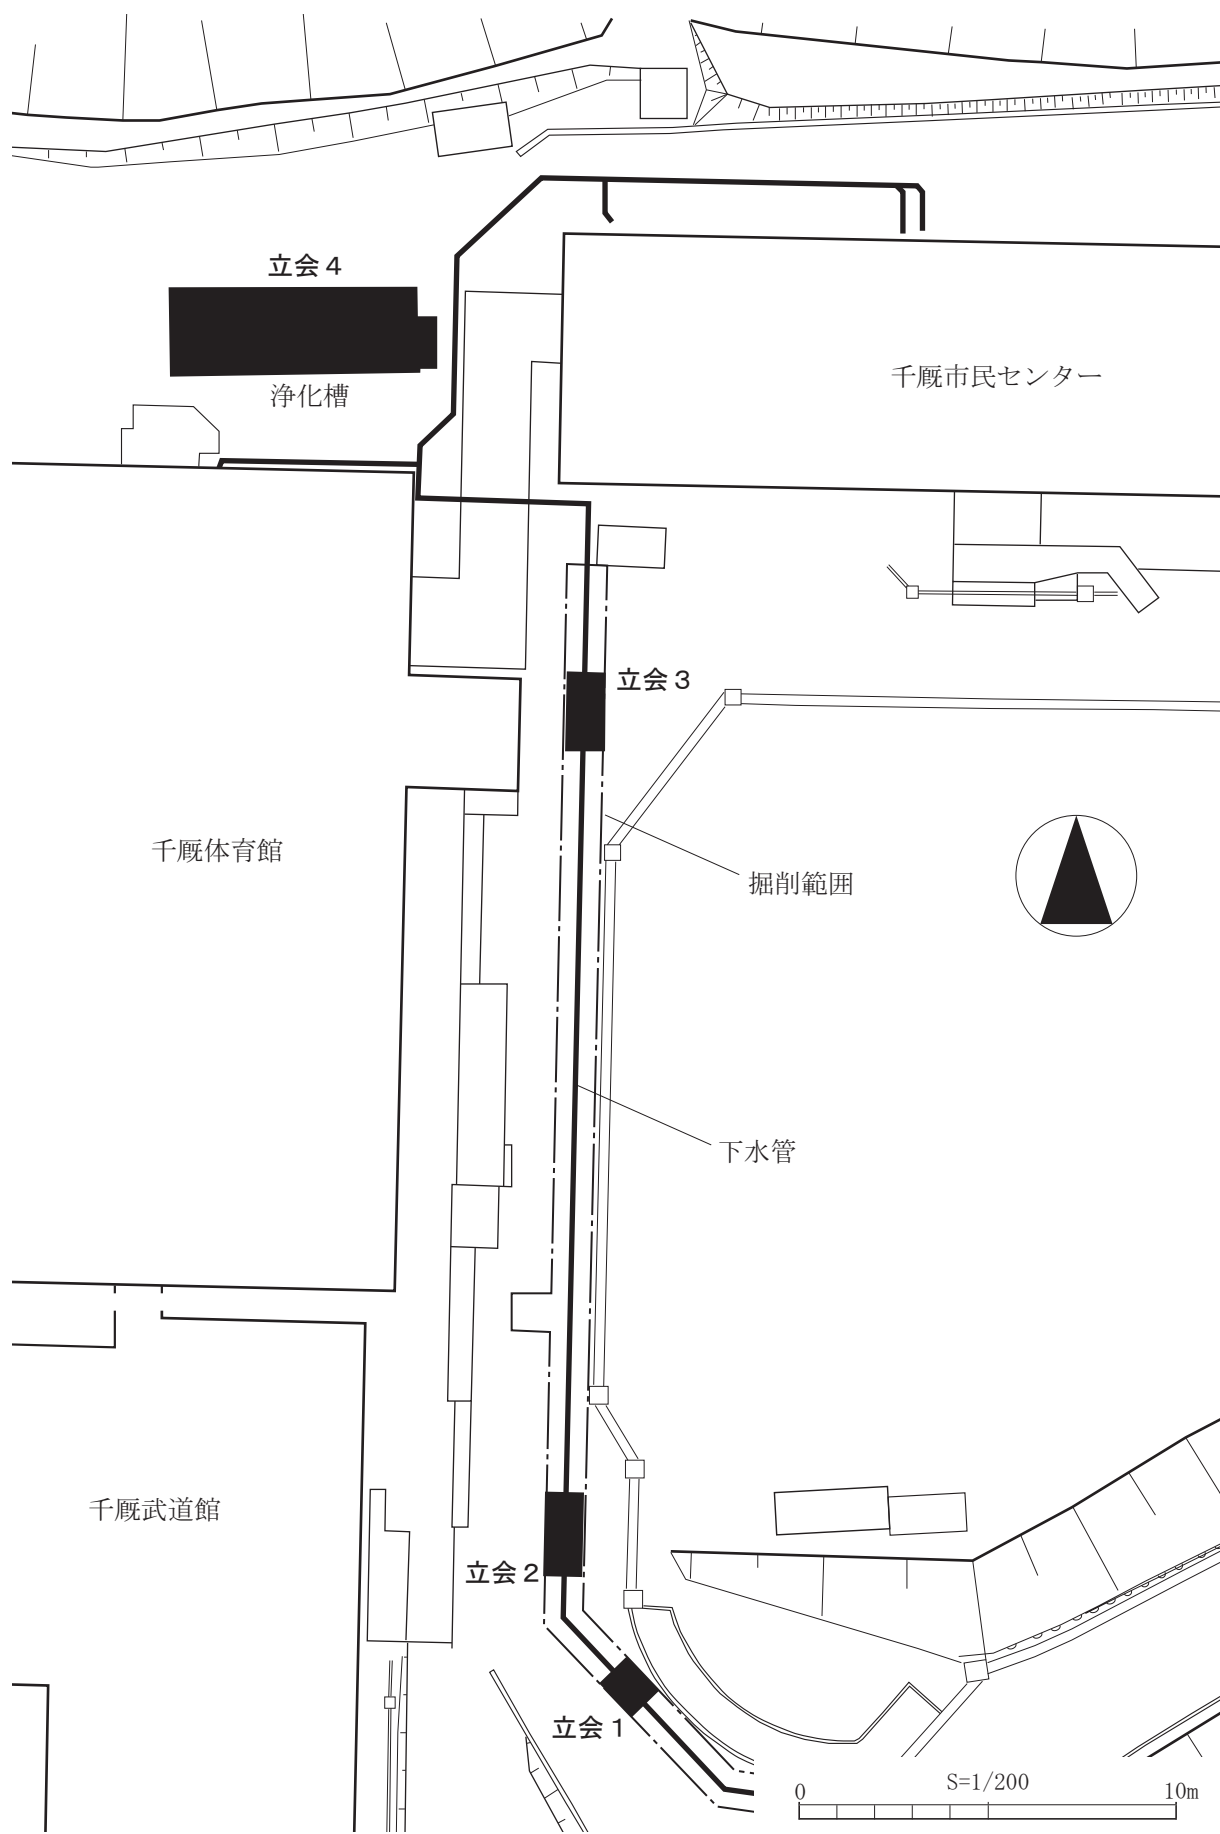 立会４
浄化槽
千厩市民センター
立会３
千厩体育館
掘削範囲
下水管
千厩武道館
立会２
立会１
S=1/200
0
10m